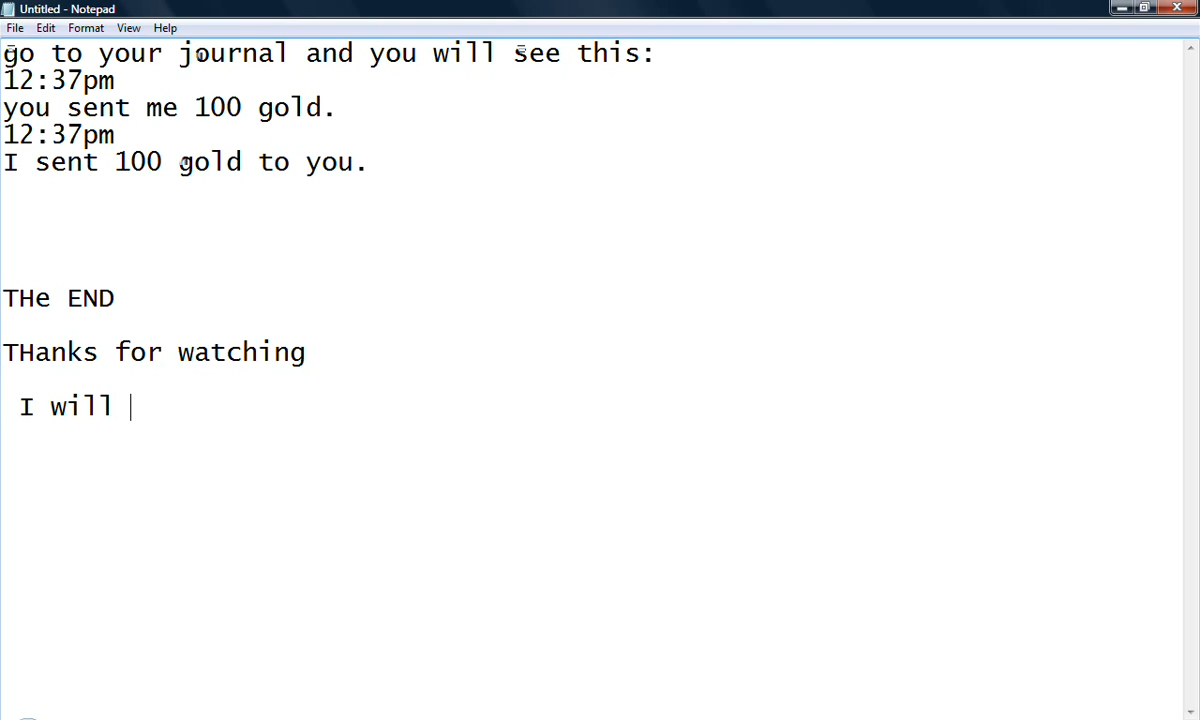 Untitled - Notepad
File Edit Format View Help
go to your journal and you will see this:
12:37pm
you sent me 100 gold.
12:37pm
I sent 100 gold to you.
THe END
THanks for watching
I will